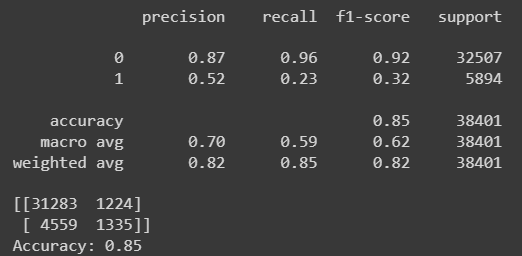 precision recall f1-score support
0 0.87 0.96 0.92 32507
1 0.52 0.23 0.32 5894
accuracy 0.85 38401
macro avg 0.70 0.59 0.62 38401
weighted avg 0.82 0.85 0.82 38401
[[31283 1224]
[ 4559 1335]]
Accuracy: 0.85